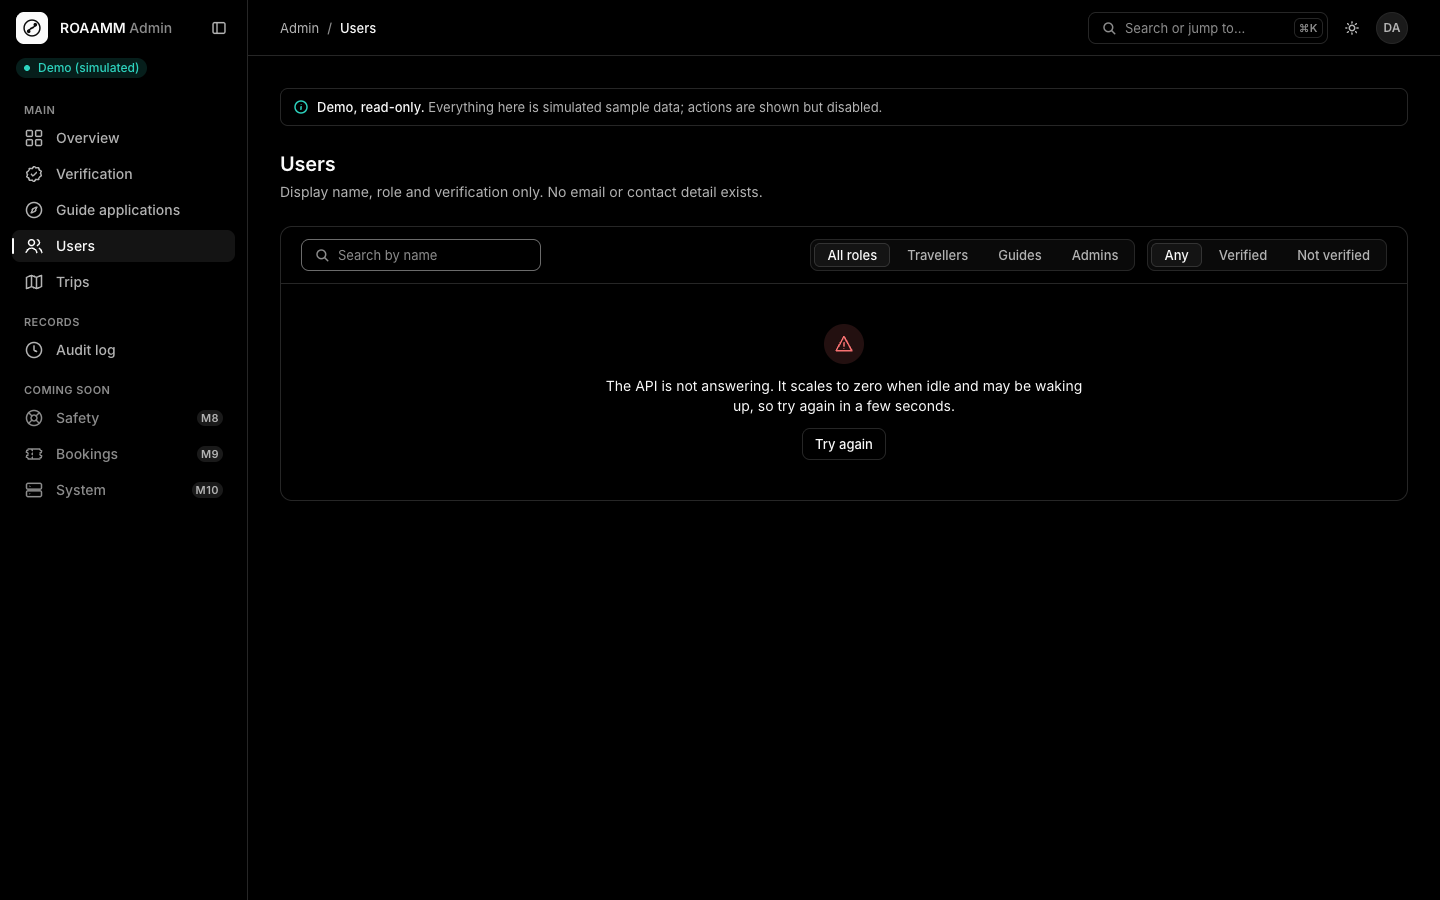 ROAAMM Admin
Demo (simulated)
MAIN
Overview
Verification
Guide applications
Users
Trips
RECORDS
Audit log
COMING SOON
Safety M8
Bookings M9
System M10
Admin / Users
Search or jump to... ⌘K
DA
Demo, read-only. Everything here is simulated sample data; actions are shown but disabled.
Users
Display name, role and verification only. No email or contact detail exists.
Search by name
All roles Travellers Guides Admins
Any Verified Not verified
The API is not answering. It scales to zero when idle and may be waking
up, so try again in a few seconds.
Try again